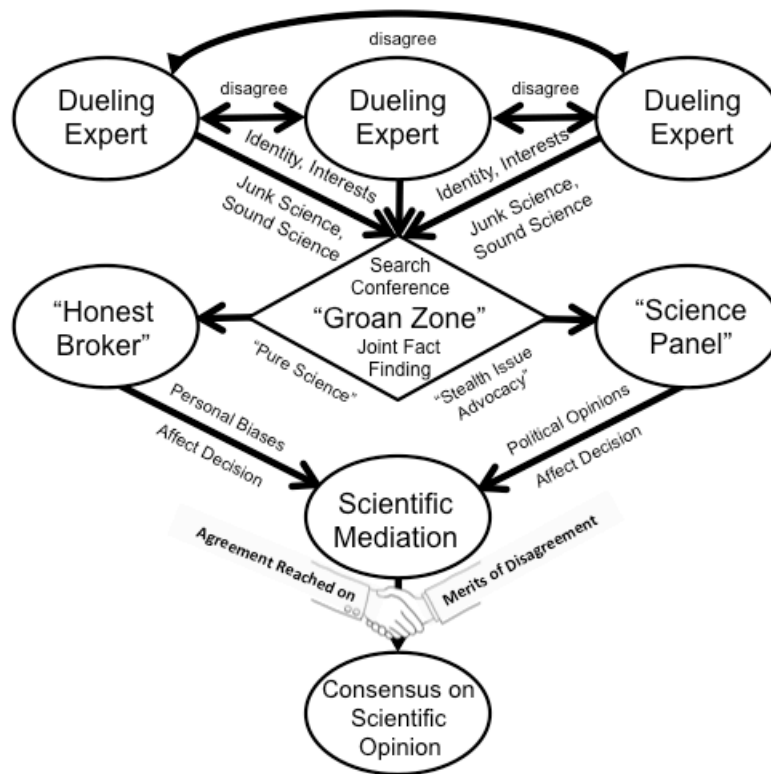 disagree
Dueling
Expert
disagree
Dueling
Expert
disagree
Dueling
Expert
Identity, Interests
Junk Science,
Sound Science
Identity, Interests
Junk Science,
Sound Science
Search
Conference
"Groan Zone"
Joint Fact
Finding
“Honest
Broker”
“Science
Panel”
“Pure Science”
“Stealth Issue
Advocacy”
Personal Biases
Affect Decision
Political Opinions
Affect Decision
Scientific
Mediation
Agreement Reached on
Merits of Disagreement
Consensus on
Scientific
Opinion